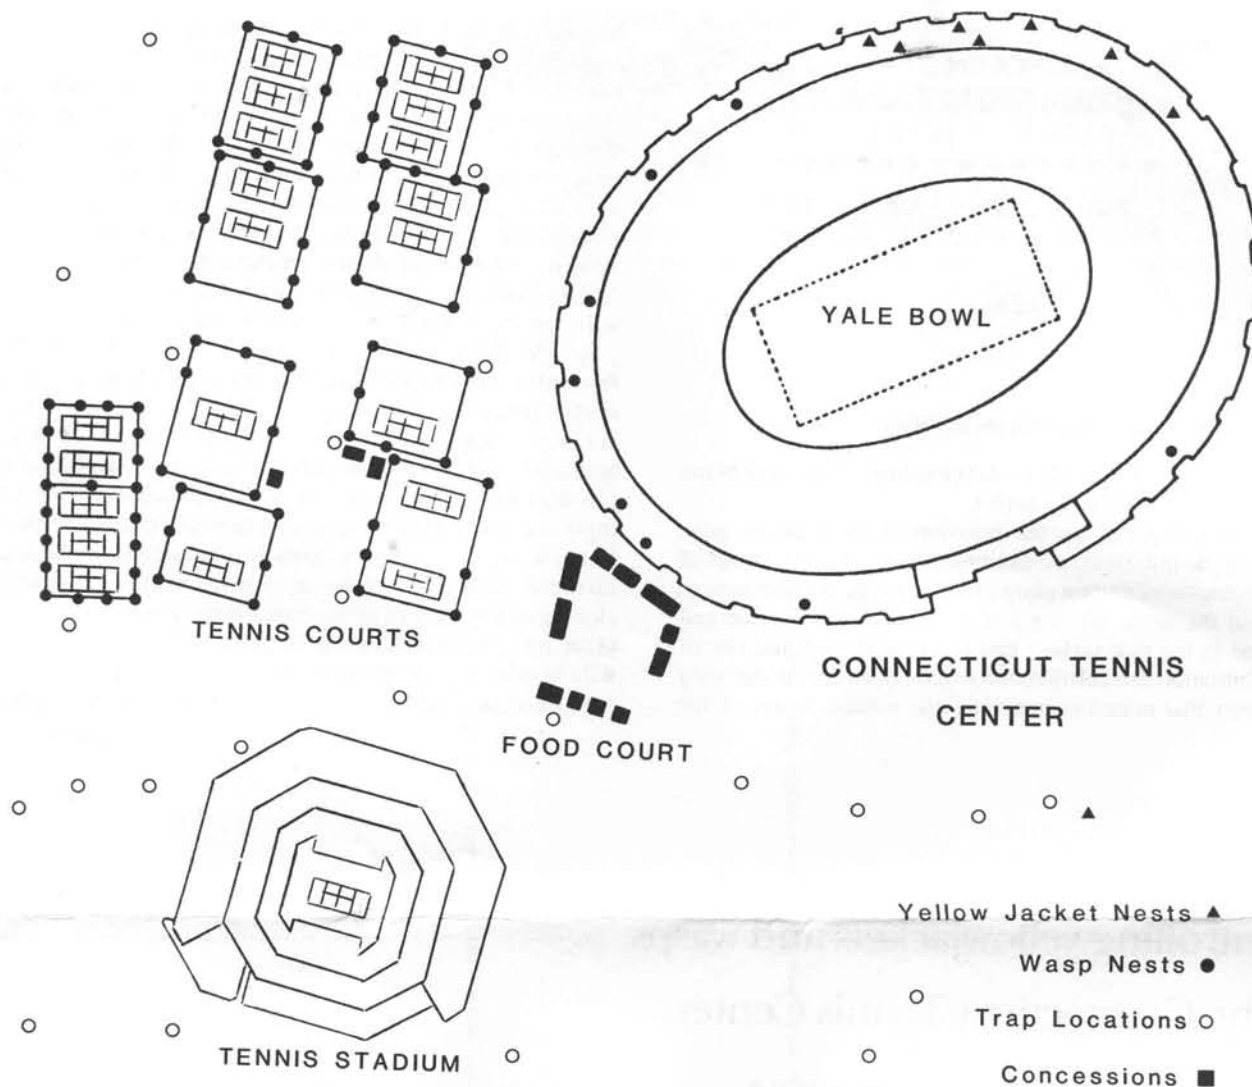 YALE BOWL
TENNIS COURTS
CONNECTICUT TENNIS
CENTER
FOOD COURT
Yellow Jacket Nests
Wasp Nests
Trap Locations
TENNIS STADIUM
Concessions